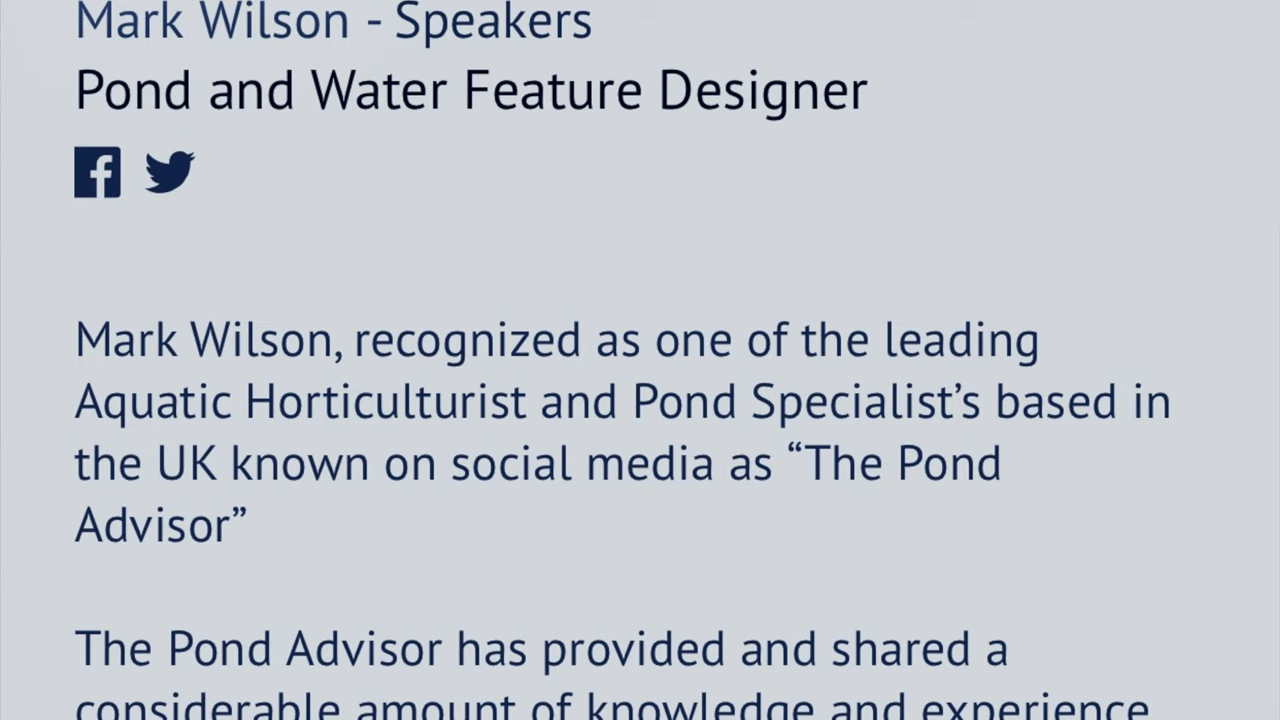 Mark Wilson - Speakers
Pond and Water Feature Designer
Mark Wilson, recognized as one of the leading
Aquatic Horticulturist and Pond Specialist’s based in
the UK known on social media as “The Pond
Advisor”
The Pond Advisor has provided and shared a
considerable amount of knowledge and experience